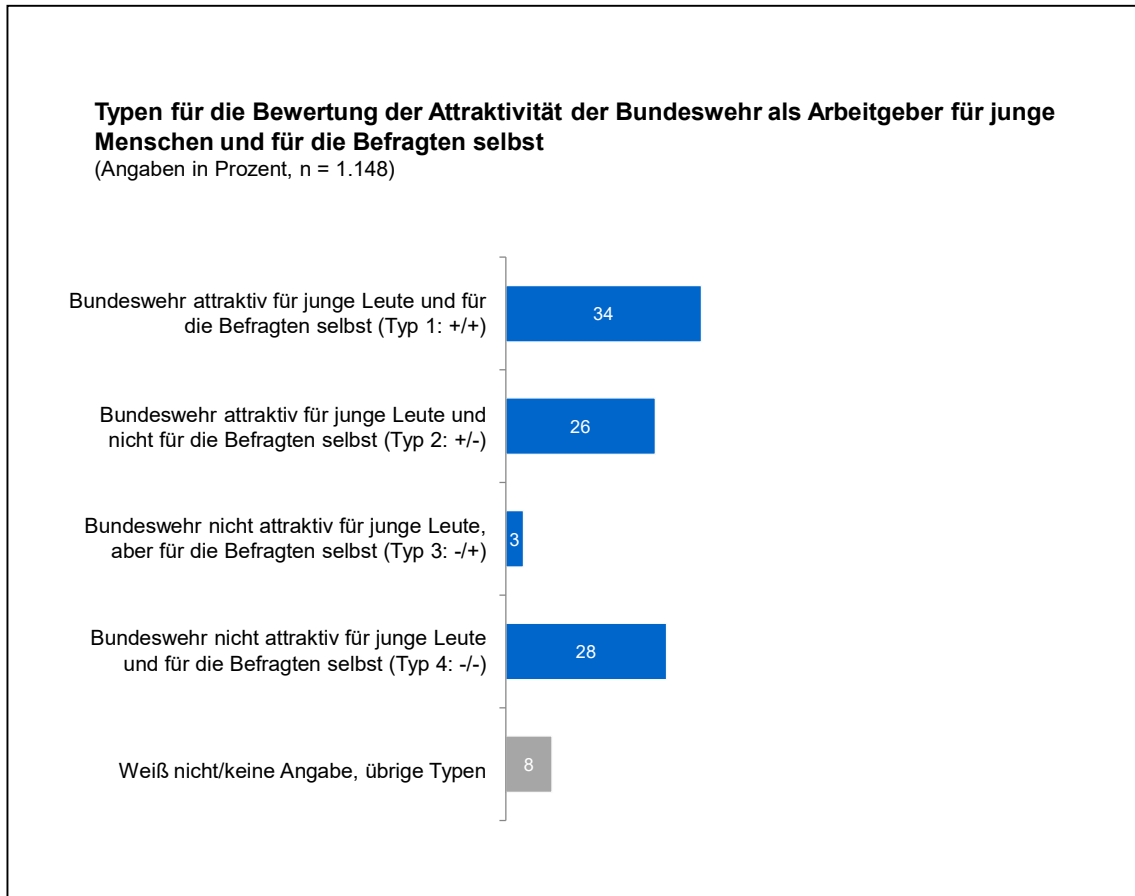 Typen für die Bewertung der Attraktivität der Bundeswehr als Arbeitgeber für junge
Menschen und für die Befragten selbst
(Angaben in Prozent, n = 1.148)
Bundeswehr attraktiv für junge Leute und für
die Befragten selbst (Typ 1: +/+)
34
Bundeswehr attraktiv für junge Leute und
nicht für die Befragten selbst (Typ 2: +/-)
26
Bundeswehr nicht attraktiv für junge Leute,
aber für die Befragten selbst (Typ 3: -/+)
3
Bundeswehr nicht attraktiv für junge Leute
und für die Befragten selbst (Typ 4: -/-)
28
Weiß nicht/keine Angabe, übrige Typen
8